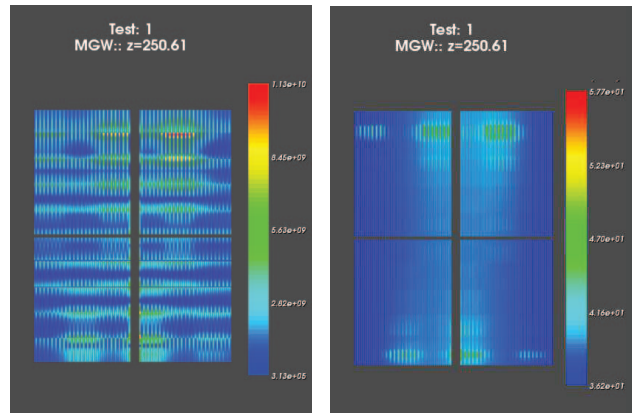 Test: 1
MGW:: z=250.61
1.13e+10
8.45e+09
5.63e+09
2.82e+09
3.13e+05
Test: 1
MGW:: z=250.61
5.77e+01
5.23e+01
4.70e+01
4.16e+01
3.62e+01